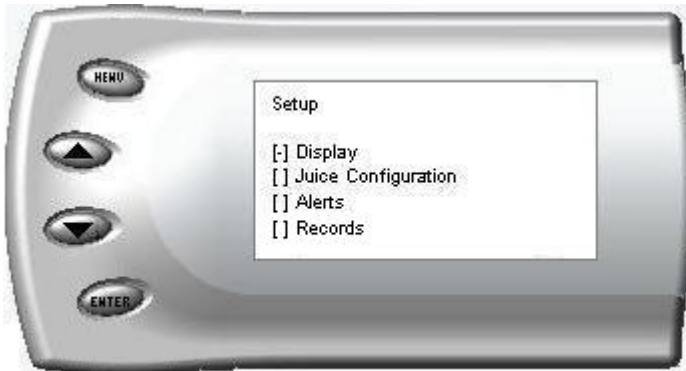 MENU
Setup
[-] Display
[ ] Juice Configuration
[ ] Alerts
[ ] Records
ENTER